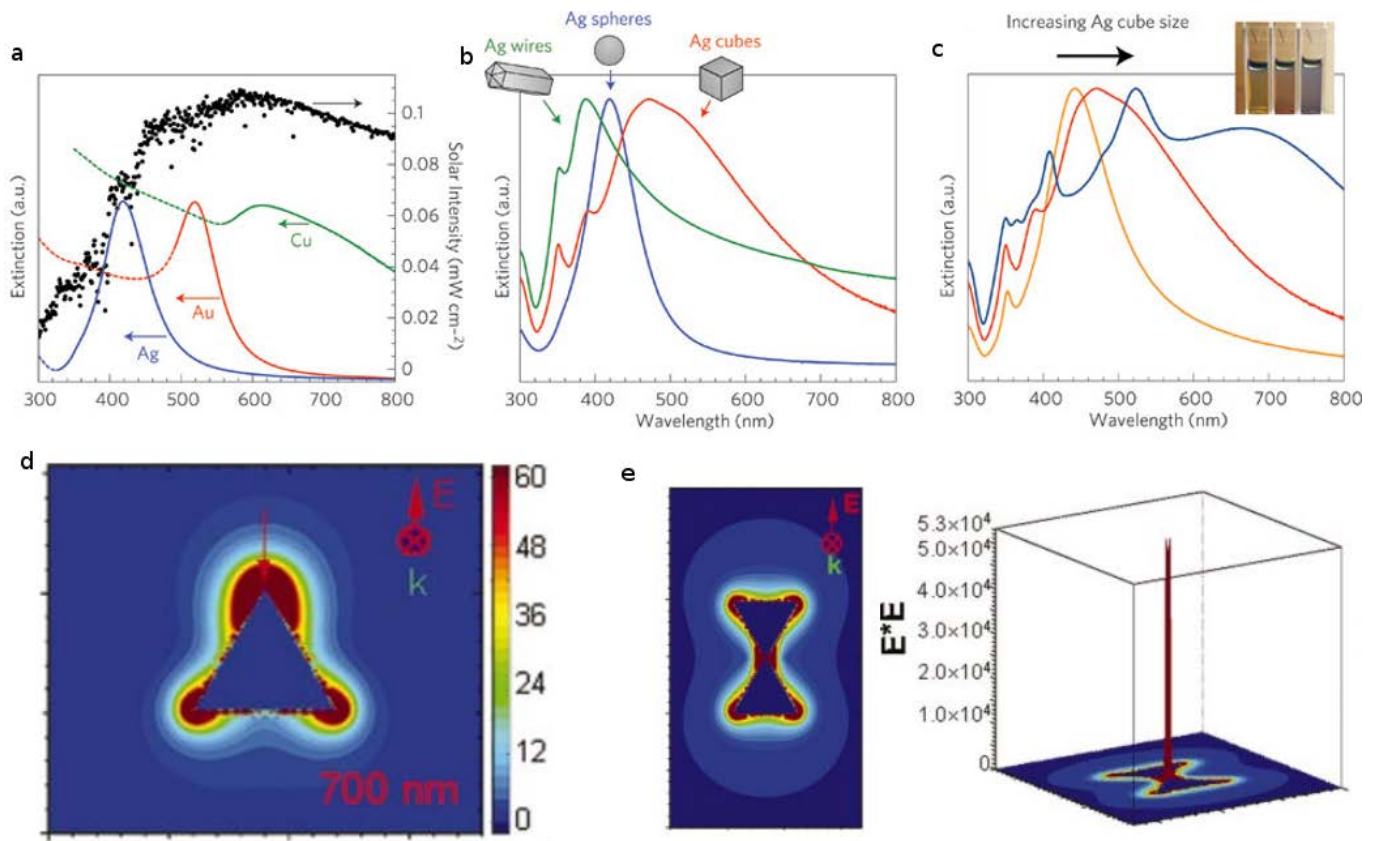 a
Extinction (a.u.)
Ag
Au
Cu
0.1
0.08
0.06
0.04
0.02
0
Solar Intensity (mW cm⁻²)
300 400 500 600 700 800
b
Ag wires
Ag spheres
Ag cubes
Extinction (a.u.)
300 400 500 600 700 800
Wavelength (nm)
c
Increasing Ag cube size
Extinction (a.u.)
300 400 500 600 700 800
Wavelength (nm)
d
E
k
700 nm
60
48
36
24
12
0
e
E
k
E*E
5.3×10⁴
5.0×10⁴
4.0×10⁴
3.0×10⁴
2.0×10⁴
1.0×10⁴
0